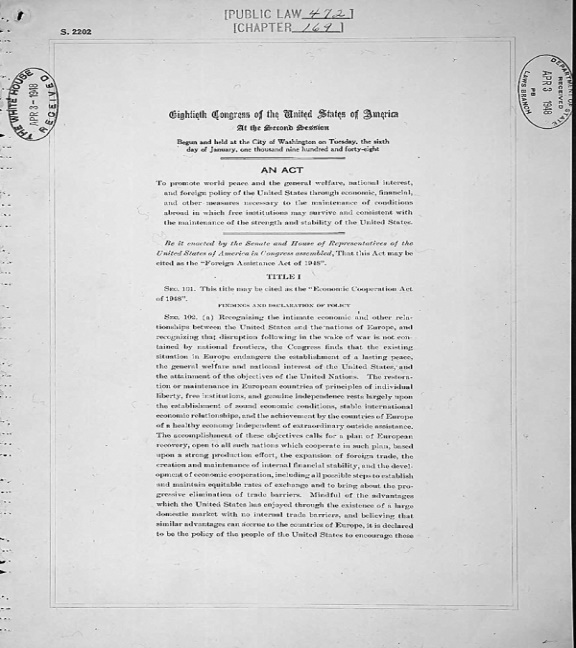 [PUBLIC LAW 472]
[CHAPTER 169]
S. 2202
THE WHITE HOUSE
APR 3 - 1948
RECEIVED
DEPARTMENT OF STATE
RECEIVED
APR 3 1948
PB
LAWS BRANCH
Eightieth Congress of the United States of America
At the Second Session
Begun and held at the City of Washington on Tuesday, the sixth
day of January, one thousand nine hundred and forty-eight
AN ACT
To promote world peace and the general welfare, national interest,
and foreign policy of the United States through economic, financial,
and other measures necessary to the maintenance of conditions
abroad in which free institutions may survive and consistent with
the maintenance of the strength and stability of the United States.
Be it enacted by the Senate and House of Representatives of the
United States of America in Congress assembled, That this Act may be
cited as the "Foreign Assistance Act of 1948".
TITLE I
SEC. 101. This title may be cited as the "Economic Cooperation Act
of 1948".
FINDINGS AND DECLARATION OF POLICY
SEC. 102. (a) Recognizing the intimate economic and other rela-
tionships between the United States and the nations of Europe, and
recognizing that disruption following in the wake of war is not con-
tained by national frontiers, the Congress finds that the existing
situation in Europe endangers the establishment of a lasting peace,
the general welfare and national interest of the United States, and
the attainment of the objectives of the United Nations. The restora-
tion or maintenance in European countries of principles of individual
liberty, free institutions, and genuine independence rests largely upon
the establishment of sound economic conditions, stable international
economic relationships, and the achievement by the countries of Europe
of a healthy economy independent of extraordinary outside assistance.
The accomplishment of these objectives calls for a plan of European
recovery, open to all such nations which cooperate in such plan, based
upon a strong production effort, the expansion of foreign trade, the
creation and maintenance of internal financial stability, and the devel-
opment of economic cooperation, including all possible steps to establish
and maintain equitable rates of exchange and to bring about the pro-
gressive elimination of trade barriers. Mindful of the advantages
which the United States has enjoyed through the existence of a large
domestic market with no internal trade barriers, and believing that
similar advantages can accrue to the countries of Europe, it is declared
to be the policy of the people of the United States to encourage these